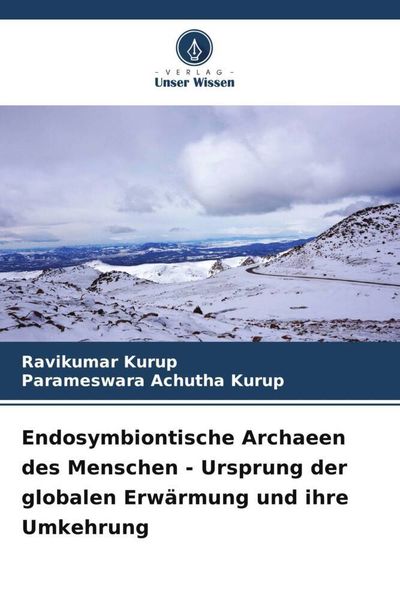 - VERLAG -
Unser Wissen
Ravikumar Kurup
Parameswara Achutha Kurup
Endosymbiontische Archaeen
des Menschen - Ursprung der
globalen Erwärmung und ihre
Umkehrung